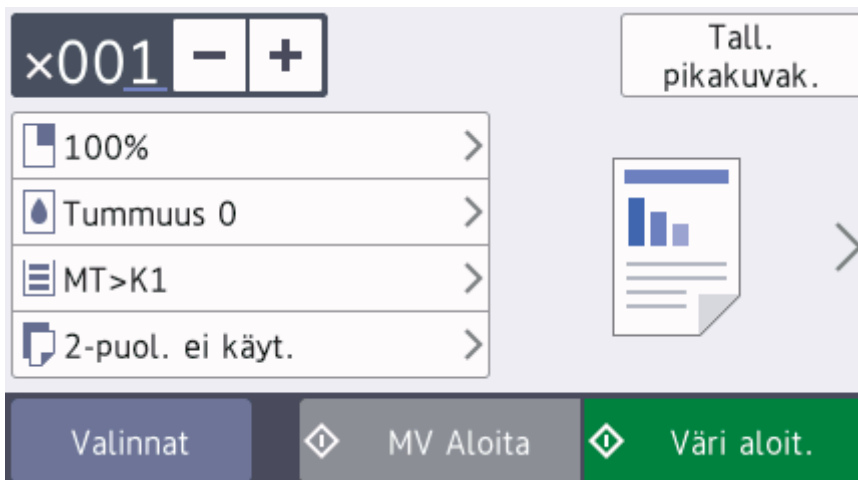 ×001 − +
Tall.
pikakuvak.
100%
Tummuus 0
MT>K1
2-puol. ei käyt.
Valinnat
MV Aloita
Väri aloit.